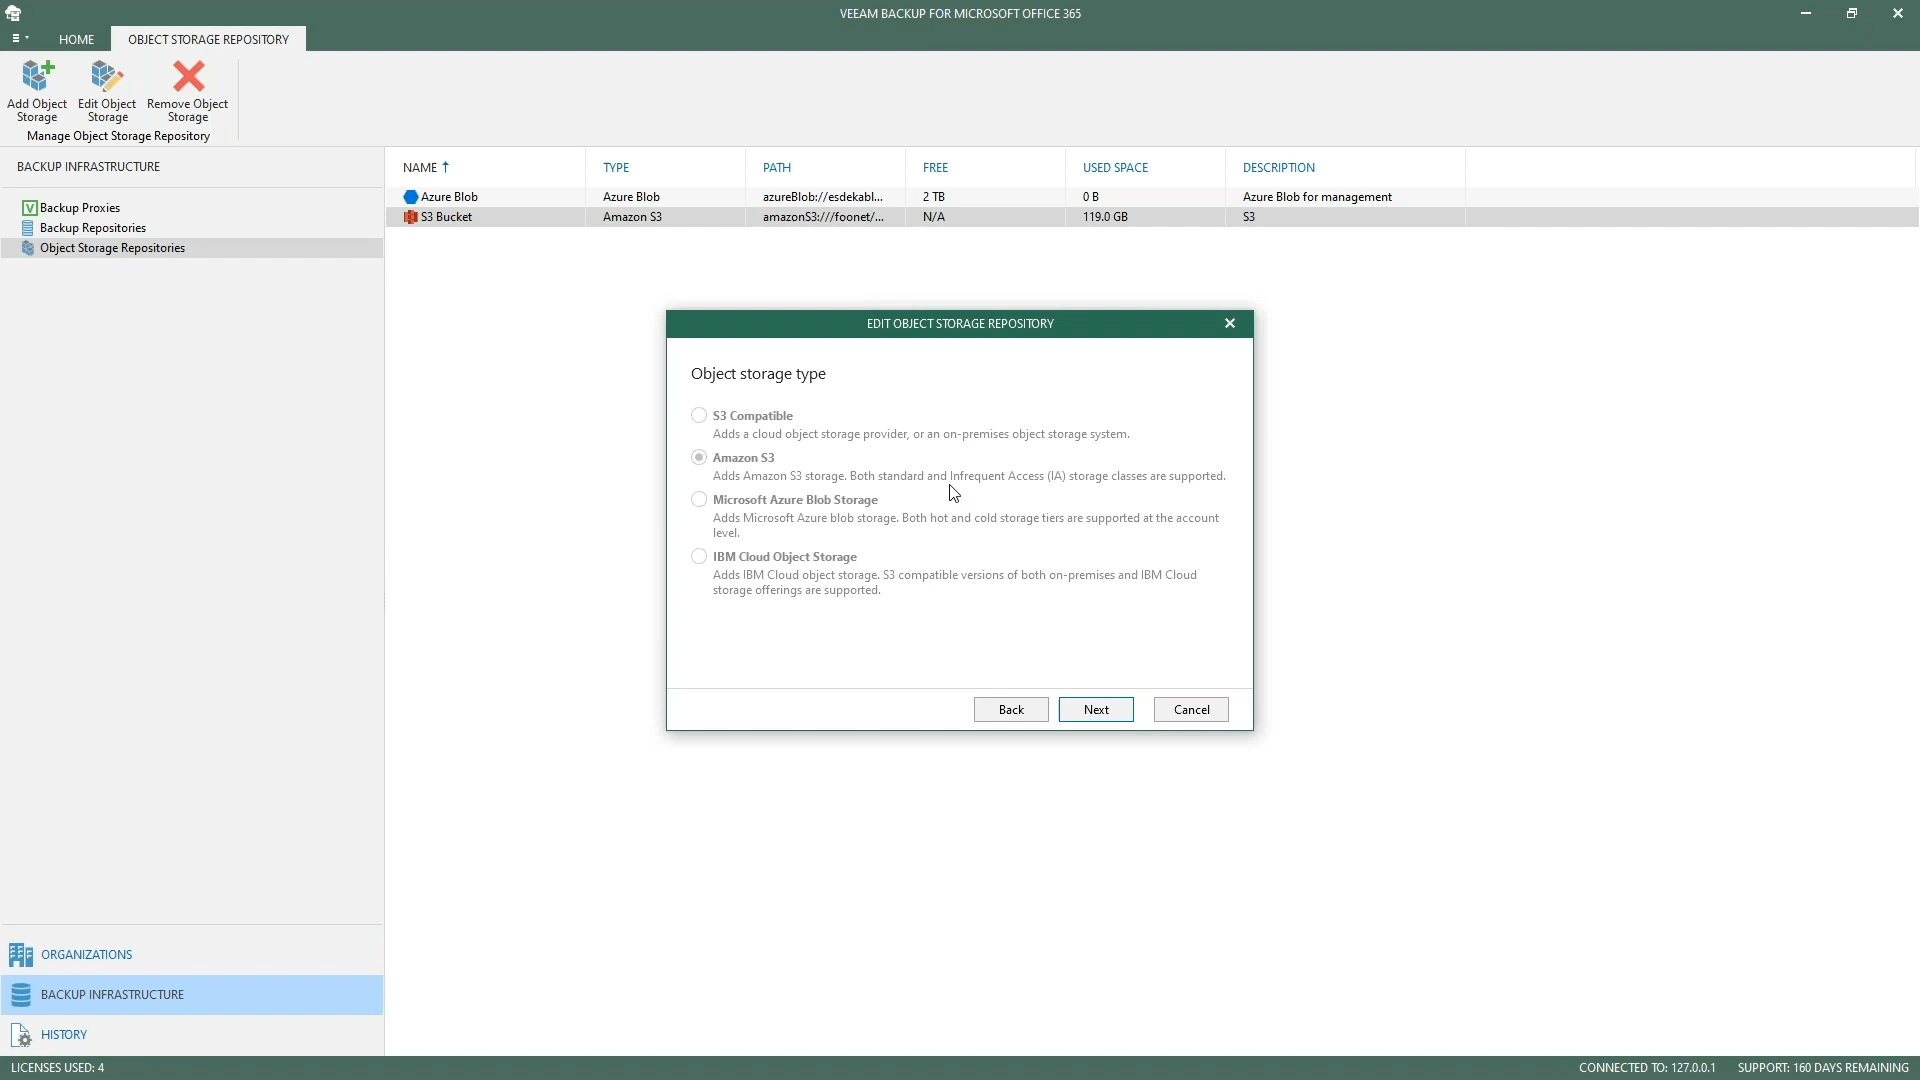 VEEAM BACKUP FOR MICROSOFT OFFICE 365
HOME
OBJECT STORAGE REPOSITORY
Add Object
Storage
Edit Object
Storage
Remove Object
Storage
Manage Object Storage Repository
BACKUP INFRASTRUCTURE
Backup Proxies
Backup Repositories
Object Storage Repositories
NAME TYPE PATH FREE USED SPACE DESCRIPTION
Azure Blob Azure Blob azureBlob://esdekabl... 2 TB 0 B Azure Blob for management
S3 Bucket Amazon S3 amazonS3:///foonet/... N/A 119.0 GB S3
EDIT OBJECT STORAGE REPOSITORY
Object storage type
S3 Compatible
Adds a cloud object storage provider, or an on-premises object storage system.
Amazon S3
Adds Amazon S3 storage. Both standard and Infrequent Access (IA) storage classes are supported.
Microsoft Azure Blob Storage
Adds Microsoft Azure blob storage. Both hot and cold storage tiers are supported at the account
level.
IBM Cloud Object Storage
Adds IBM Cloud object storage. S3 compatible versions of both on-premises and IBM Cloud
storage offerings are supported.
Back Next Cancel
ORGANIZATIONS
BACKUP INFRASTRUCTURE
HISTORY
LICENSES USED: 4
CONNECTED TO: 127.0.0.1 SUPPORT: 160 DAYS REMAINING